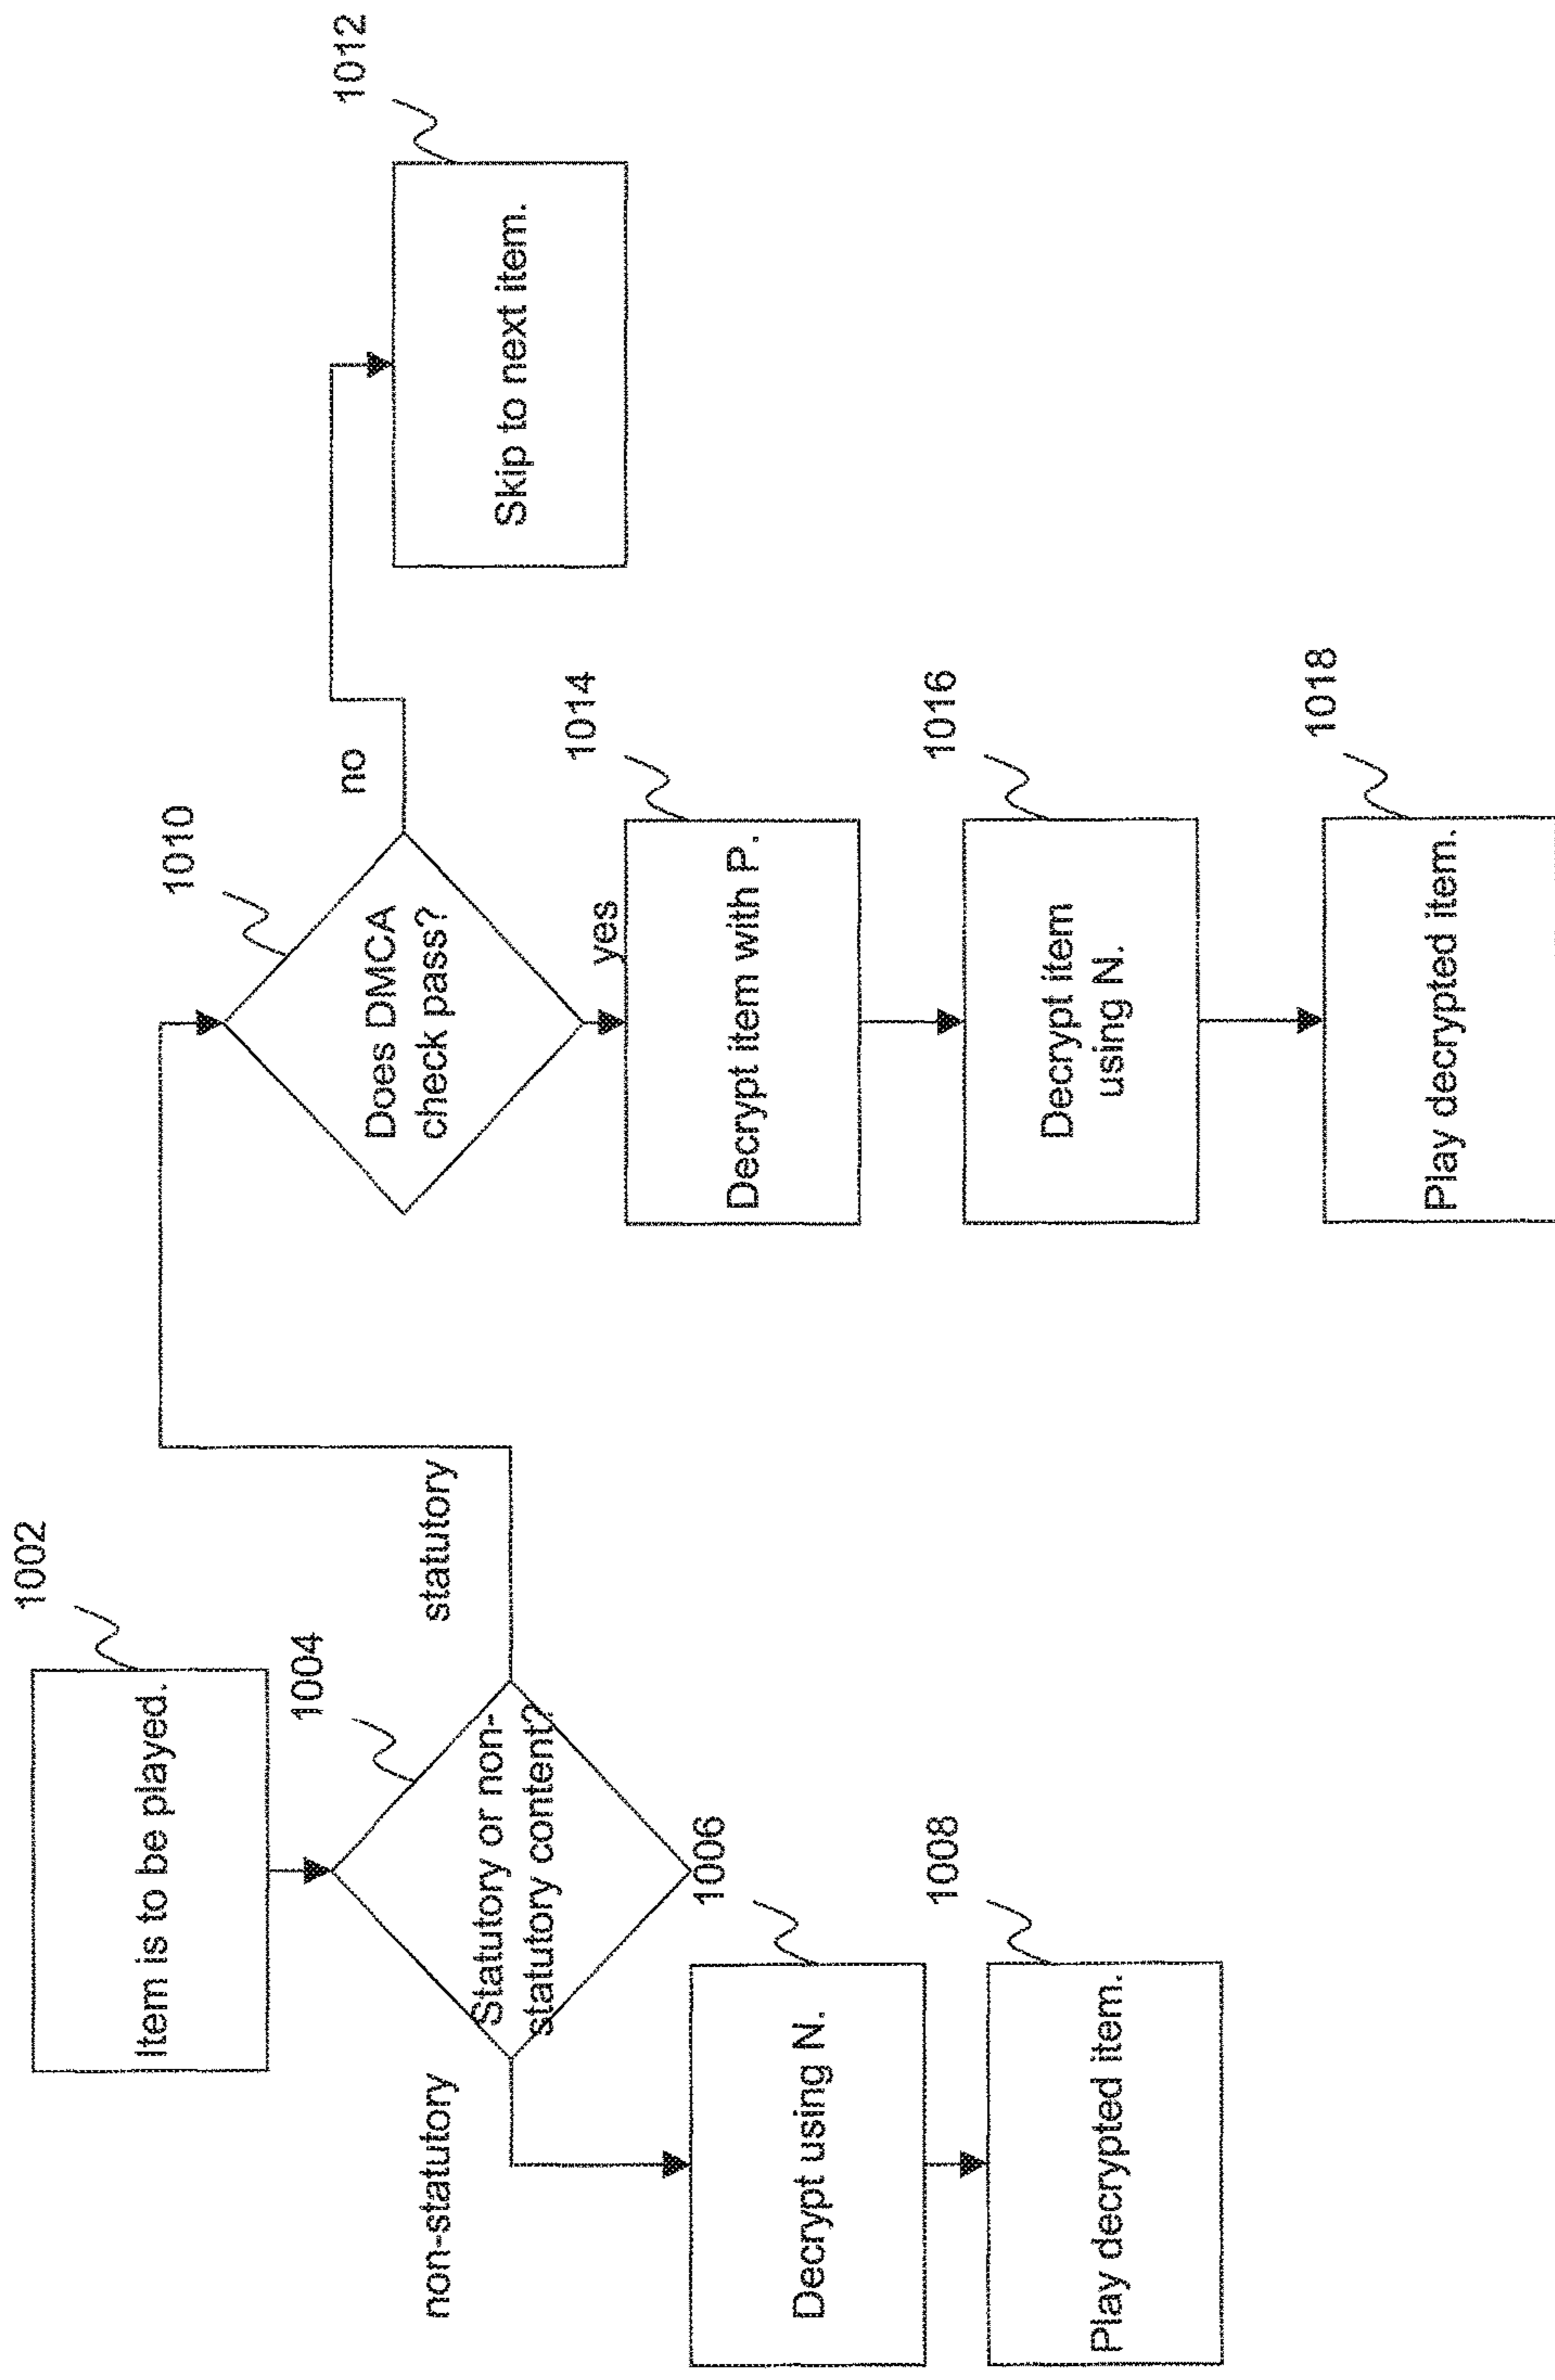 1002
Item is to be played.
1004
Statutory or non-
statutory content?
non-statutory
statutory
1006
Decrypt using N.
1008
Play decrypted item.
1010
Does DMCA
check pass?
no
1012
Skip to next item.
yes
1014
Decrypt item with P.
1016
Decrypt item
using N.
1018
Play decrypted item.